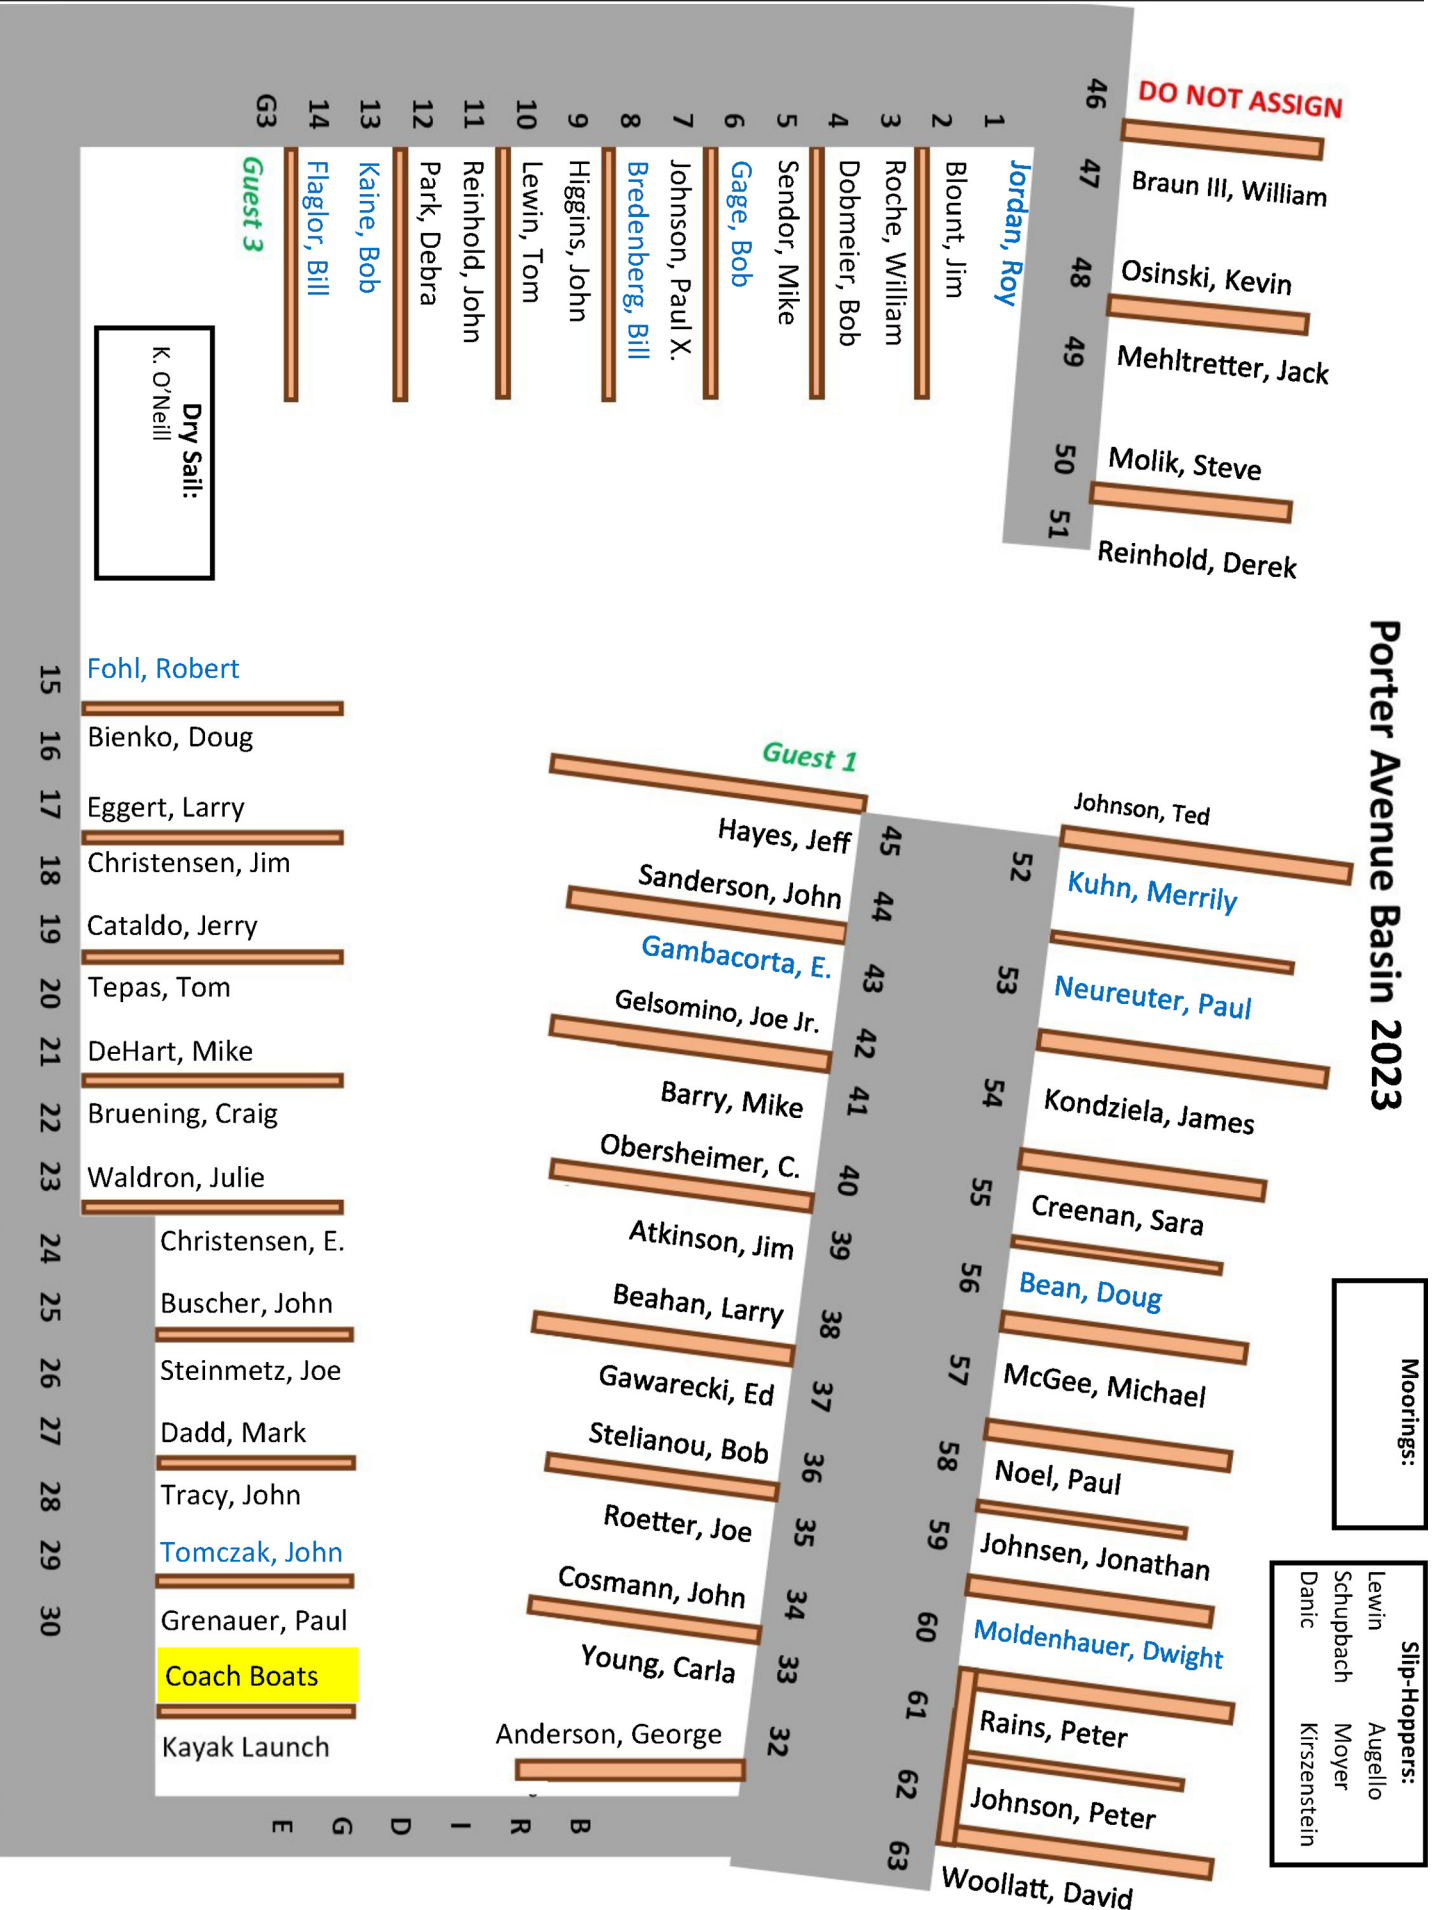 Porter Avenue Basin 2023
46
DO NOT ASSIGN
47
Braun III, William
48
Osinski, Kevin
49
Mehltretter, Jack
50
Molik, Steve
51
Reinhold, Derek
1
Jordan, Roy
2
Blount, Jim
3
Roche, William
4
Dobmeier, Bob
5
Sendor, Mike
6
Gage, Bob
7
Johnson, Paul X.
8
Bredenberg, Bill
9
Higgins, John
10
Lewin, Tom
11
Reinhold, John
12
Park, Debra
13
Kaine, Bob
14
Flaglor, Bill
G3
Guest 3
Dry Sail:
K. O'Neill
15
Fohl, Robert
16
Bienko, Doug
17
Eggert, Larry
18
Christensen, Jim
19
Cataldo, Jerry
20
Tepas, Tom
21
DeHart, Mike
22
Bruening, Craig
23
Waldron, Julie
24
Christensen, E.
25
Buscher, John
26
Steinmetz, Joe
27
Dadd, Mark
28
Tracy, John
29
Tomczak, John
30
Grenauer, Paul
Coach Boats
Kayak Launch
Guest 1
Hayes, Jeff
45
Sanderson, John
44
Gambacorta, E.
43
Gelsomino, Joe Jr.
42
Barry, Mike
41
Obersheimer, C.
40
Atkinson, Jim
39
Beahan, Larry
38
Gawarecki, Ed
37
Stelianou, Bob
36
Roetter, Joe
35
Cosmann, John
34
Young, Carla
33
Anderson, George
32
Johnson, Ted
52
Kuhn, Merrily
53
Neureuter, Paul
54
Kondziela, James
55
Creenan, Sara
56
Bean, Doug
57
McGee, Michael
58
Noel, Paul
59
Johnsen, Jonathan
60
Moldenhauer, Dwight
61
Rains, Peter
62
Johnson, Peter
63
Woollatt, David
B R I D G E
Moorings:
Slip-Hoppers:
Lewin Augello
Schupbach Moyer
Danic Kirszenstein